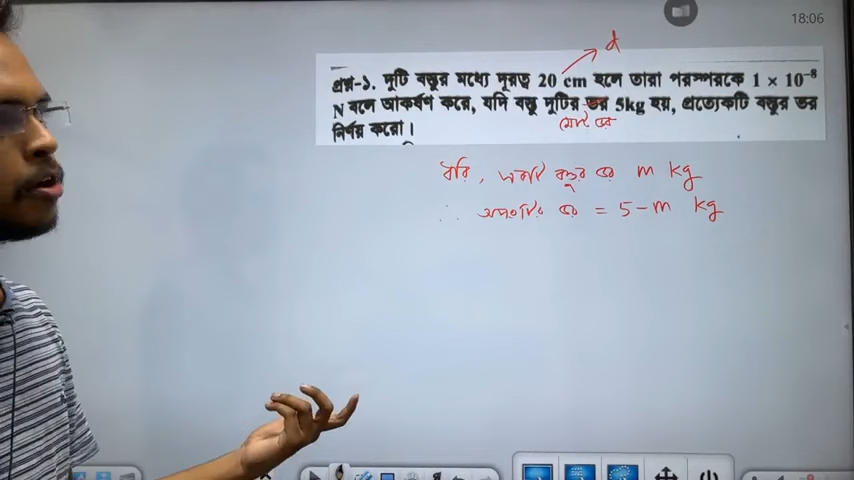 18:06
প্রশ্ন-১. দুটি বস্তুর মধ্যে দূরত্ব 20 cm হলে তারা পরস্পরকে 1 × 10⁻⁸
N বলে আকর্ষণ করে, যদি বস্তু দুটির ভর 5kg হয়, প্রত্যেকটি বস্তুর ভর
নির্ণয় করো।
d
মোট ভর
ধরি, একটি বস্তুর ভর m kg
∴ অপরটির ভর = 5 - m kg